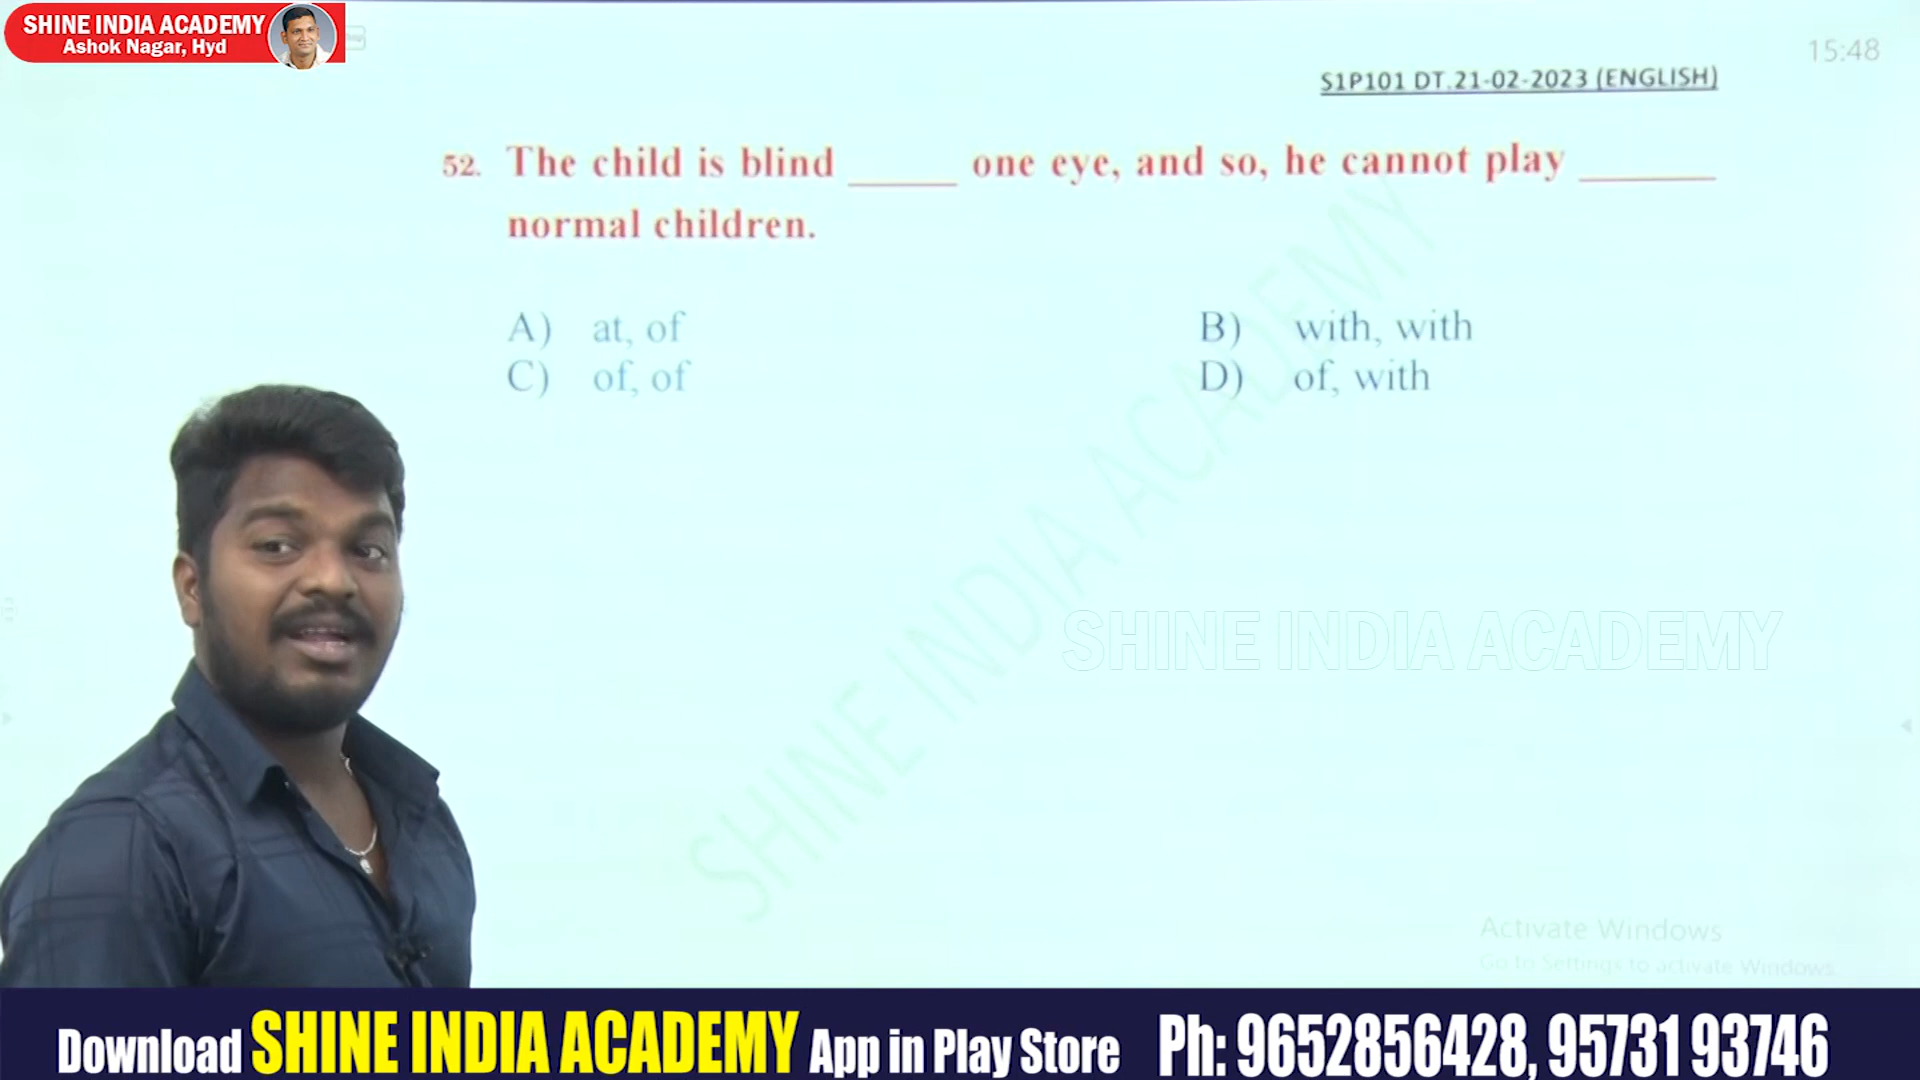 SHINE INDIA ACADEMY
Ashok Nagar, Hyd
15:48
S1P101 DT.21-02-2023 (ENGLISH)
52. The child is blind _____ one eye, and so, he cannot play ______
normal children.
A) at, of
B) with, with
C) of, of
D) of, with
SHINE INDIA ACADEMY
SHINE INDIA ACADEMY
Activate Windows
Go to Settings to activate Windows.
Download SHINE INDIA ACADEMY App in Play Store Ph: 9652856428, 95731 93746